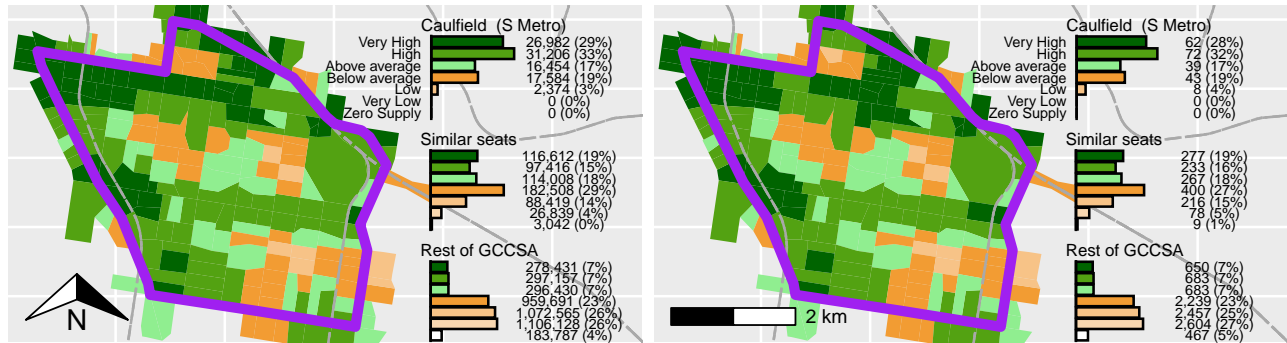 Caulfield (S Metro)
Very High 26,982 (29%)
High 31,206 (33%)
Above average 16,454 (17%)
Below average 17,584 (19%)
Low 2,374 (3%)
Very Low 0 (0%)
Zero Supply 0 (0%)
Similar seats
116,612 (19%)
97,416 (15%)
114,008 (18%)
182,508 (29%)
88,419 (14%)
26,839 (4%)
3,042 (0%)
Rest of GCCSA
278,431 (7%)
297,157 (7%)
296,430 (7%)
959,691 (23%)
1,072,565 (26%)
1,106,128 (26%)
183,787 (4%)
N
Caulfield (S Metro)
Very High 62 (28%)
High 72 (32%)
Above average 39 (17%)
Below average 43 (19%)
Low 8 (4%)
Very Low 0 (0%)
Zero Supply 0 (0%)
Similar seats
277 (19%)
233 (16%)
267 (18%)
400 (27%)
216 (15%)
78 (5%)
9 (1%)
Rest of GCCSA
650 (7%)
683 (7%)
683 (7%)
2,239 (23%)
2,457 (25%)
2,604 (27%)
467 (5%)
2 km